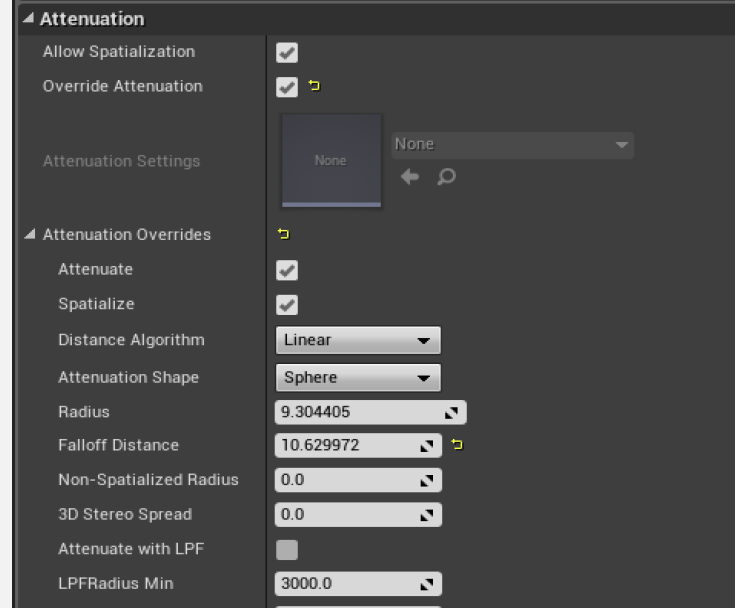 Attenuation
Allow Spatialization
Override Attenuation
Attenuation Settings
None
None
Attenuation Overrides
Attenuate
Spatialize
Distance Algorithm
Linear
Attenuation Shape
Sphere
Radius
9.304405
Falloff Distance
10.629972
Non-Spatialized Radius
0.0
3D Stereo Spread
0.0
Attenuate with LPF
LPFRadius Min
3000.0